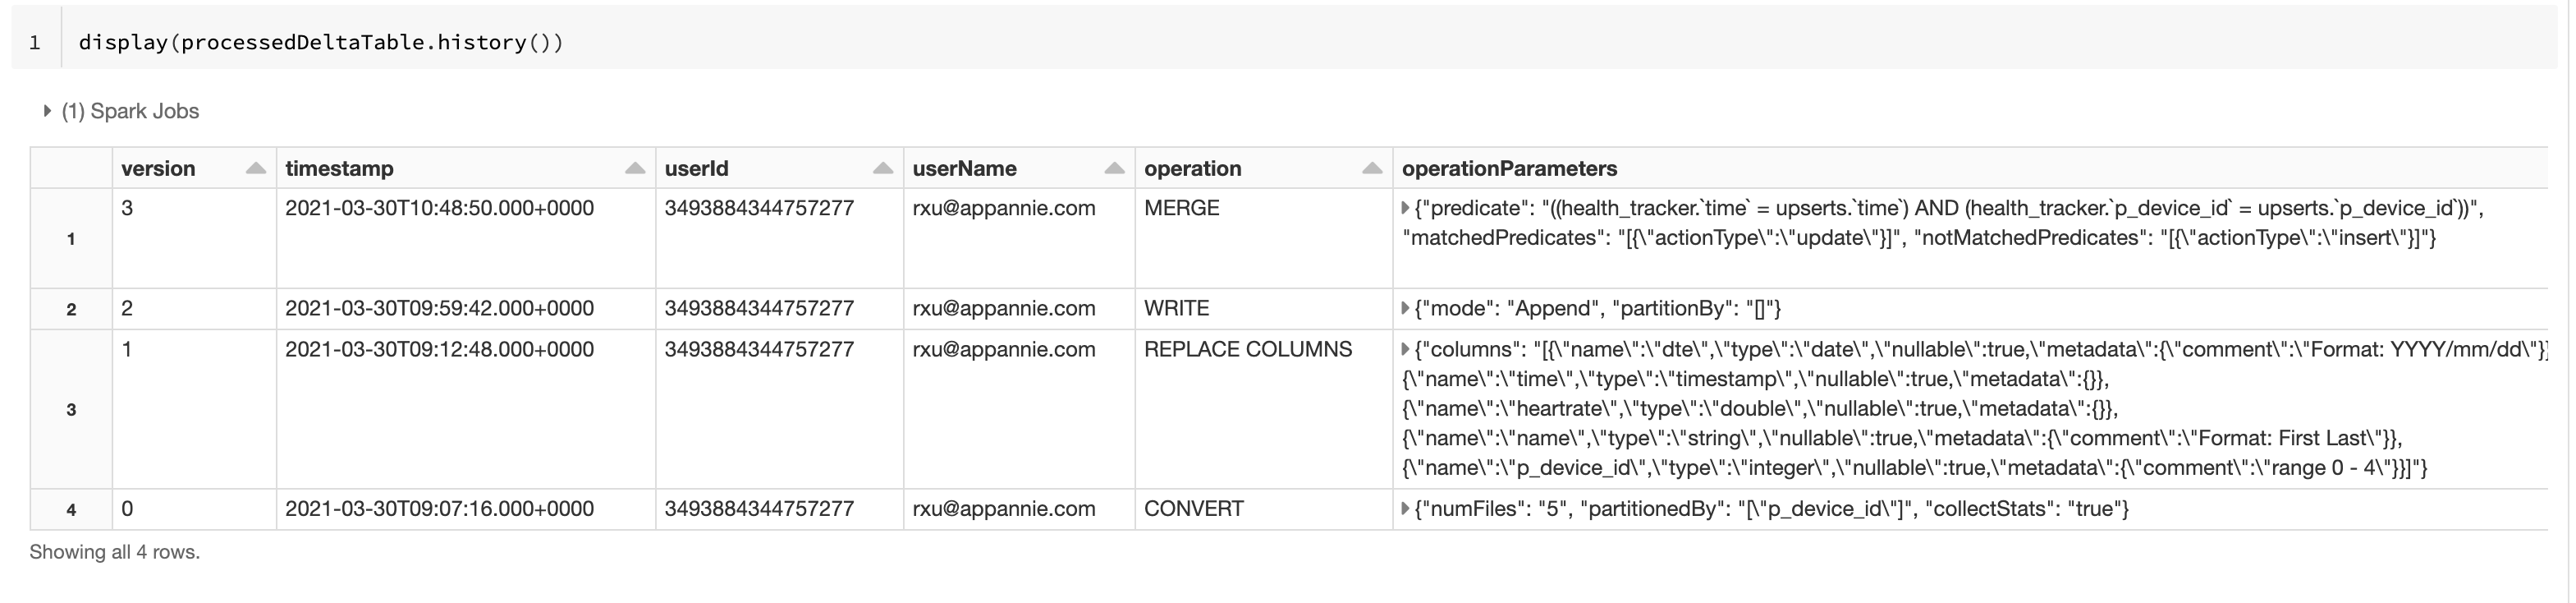 1 display(processedDeltaTable.history())
(1) Spark Jobs
version timestamp userId userName operation operationParameters
1 3 2021-03-30T10:48:50.000+0000 3493884344757277 rxu@appannie.com MERGE {"predicate": "((health_tracker.`time` = upserts.`time`) AND (health_tracker.`p_device_id` = upserts.`p_device_id`))",
"matchedPredicates": "[{\"actionType\":\"update\"}]", "notMatchedPredicates": "[{\"actionType\":\"insert\"}]"}
2 2 2021-03-30T09:59:42.000+0000 3493884344757277 rxu@appannie.com WRITE {"mode": "Append", "partitionBy": "[]"}
3 1 2021-03-30T09:12:48.000+0000 3493884344757277 rxu@appannie.com REPLACE COLUMNS {"columns": "[{\"name\":\"dte\",\"type\":\"date\",\"nullable\":true,\"metadata\":{\"comment\":\"Format: YYYY/mm/dd\"}}
{\"name\":\"time\",\"type\":\"timestamp\",\"nullable\":true,\"metadata\":{}},
{\"name\":\"heartrate\",\"type\":\"double\",\"nullable\":true,\"metadata\":{}},
{\"name\":\"name\",\"type\":\"string\",\"nullable\":true,\"metadata\":{\"comment\":\"Format: First Last\"}},
{\"name\":\"p_device_id\",\"type\":\"integer\",\"nullable\":true,\"metadata\":{\"comment\":\"range 0 - 4\"}}]"}
4 0 2021-03-30T09:07:16.000+0000 3493884344757277 rxu@appannie.com CONVERT {"numFiles": "5", "partitionedBy": "[\"p_device_id\"]", "collectStats": "true"}
Showing all 4 rows.